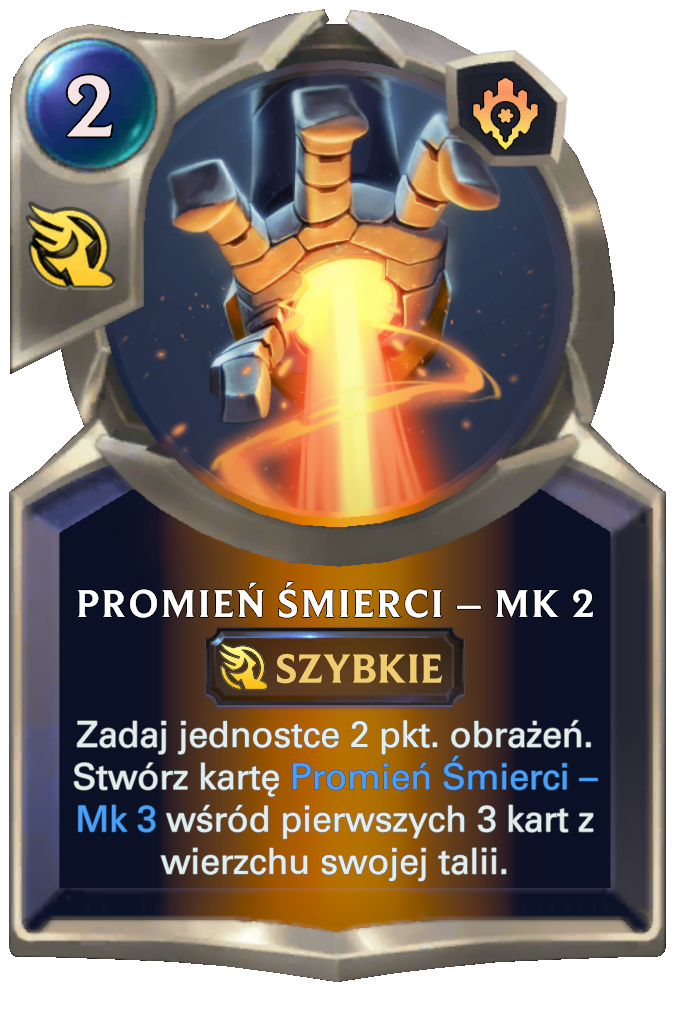 2
PROMIEŃ ŚMIERCI – MK 2
SZYBKIE
Zadaj jednostce 2 pkt. obrażeń.
Stwórz kartę Promień Śmierci –
Mk 3 wśród pierwszych 3 kart z
wierzchu swojej talii.